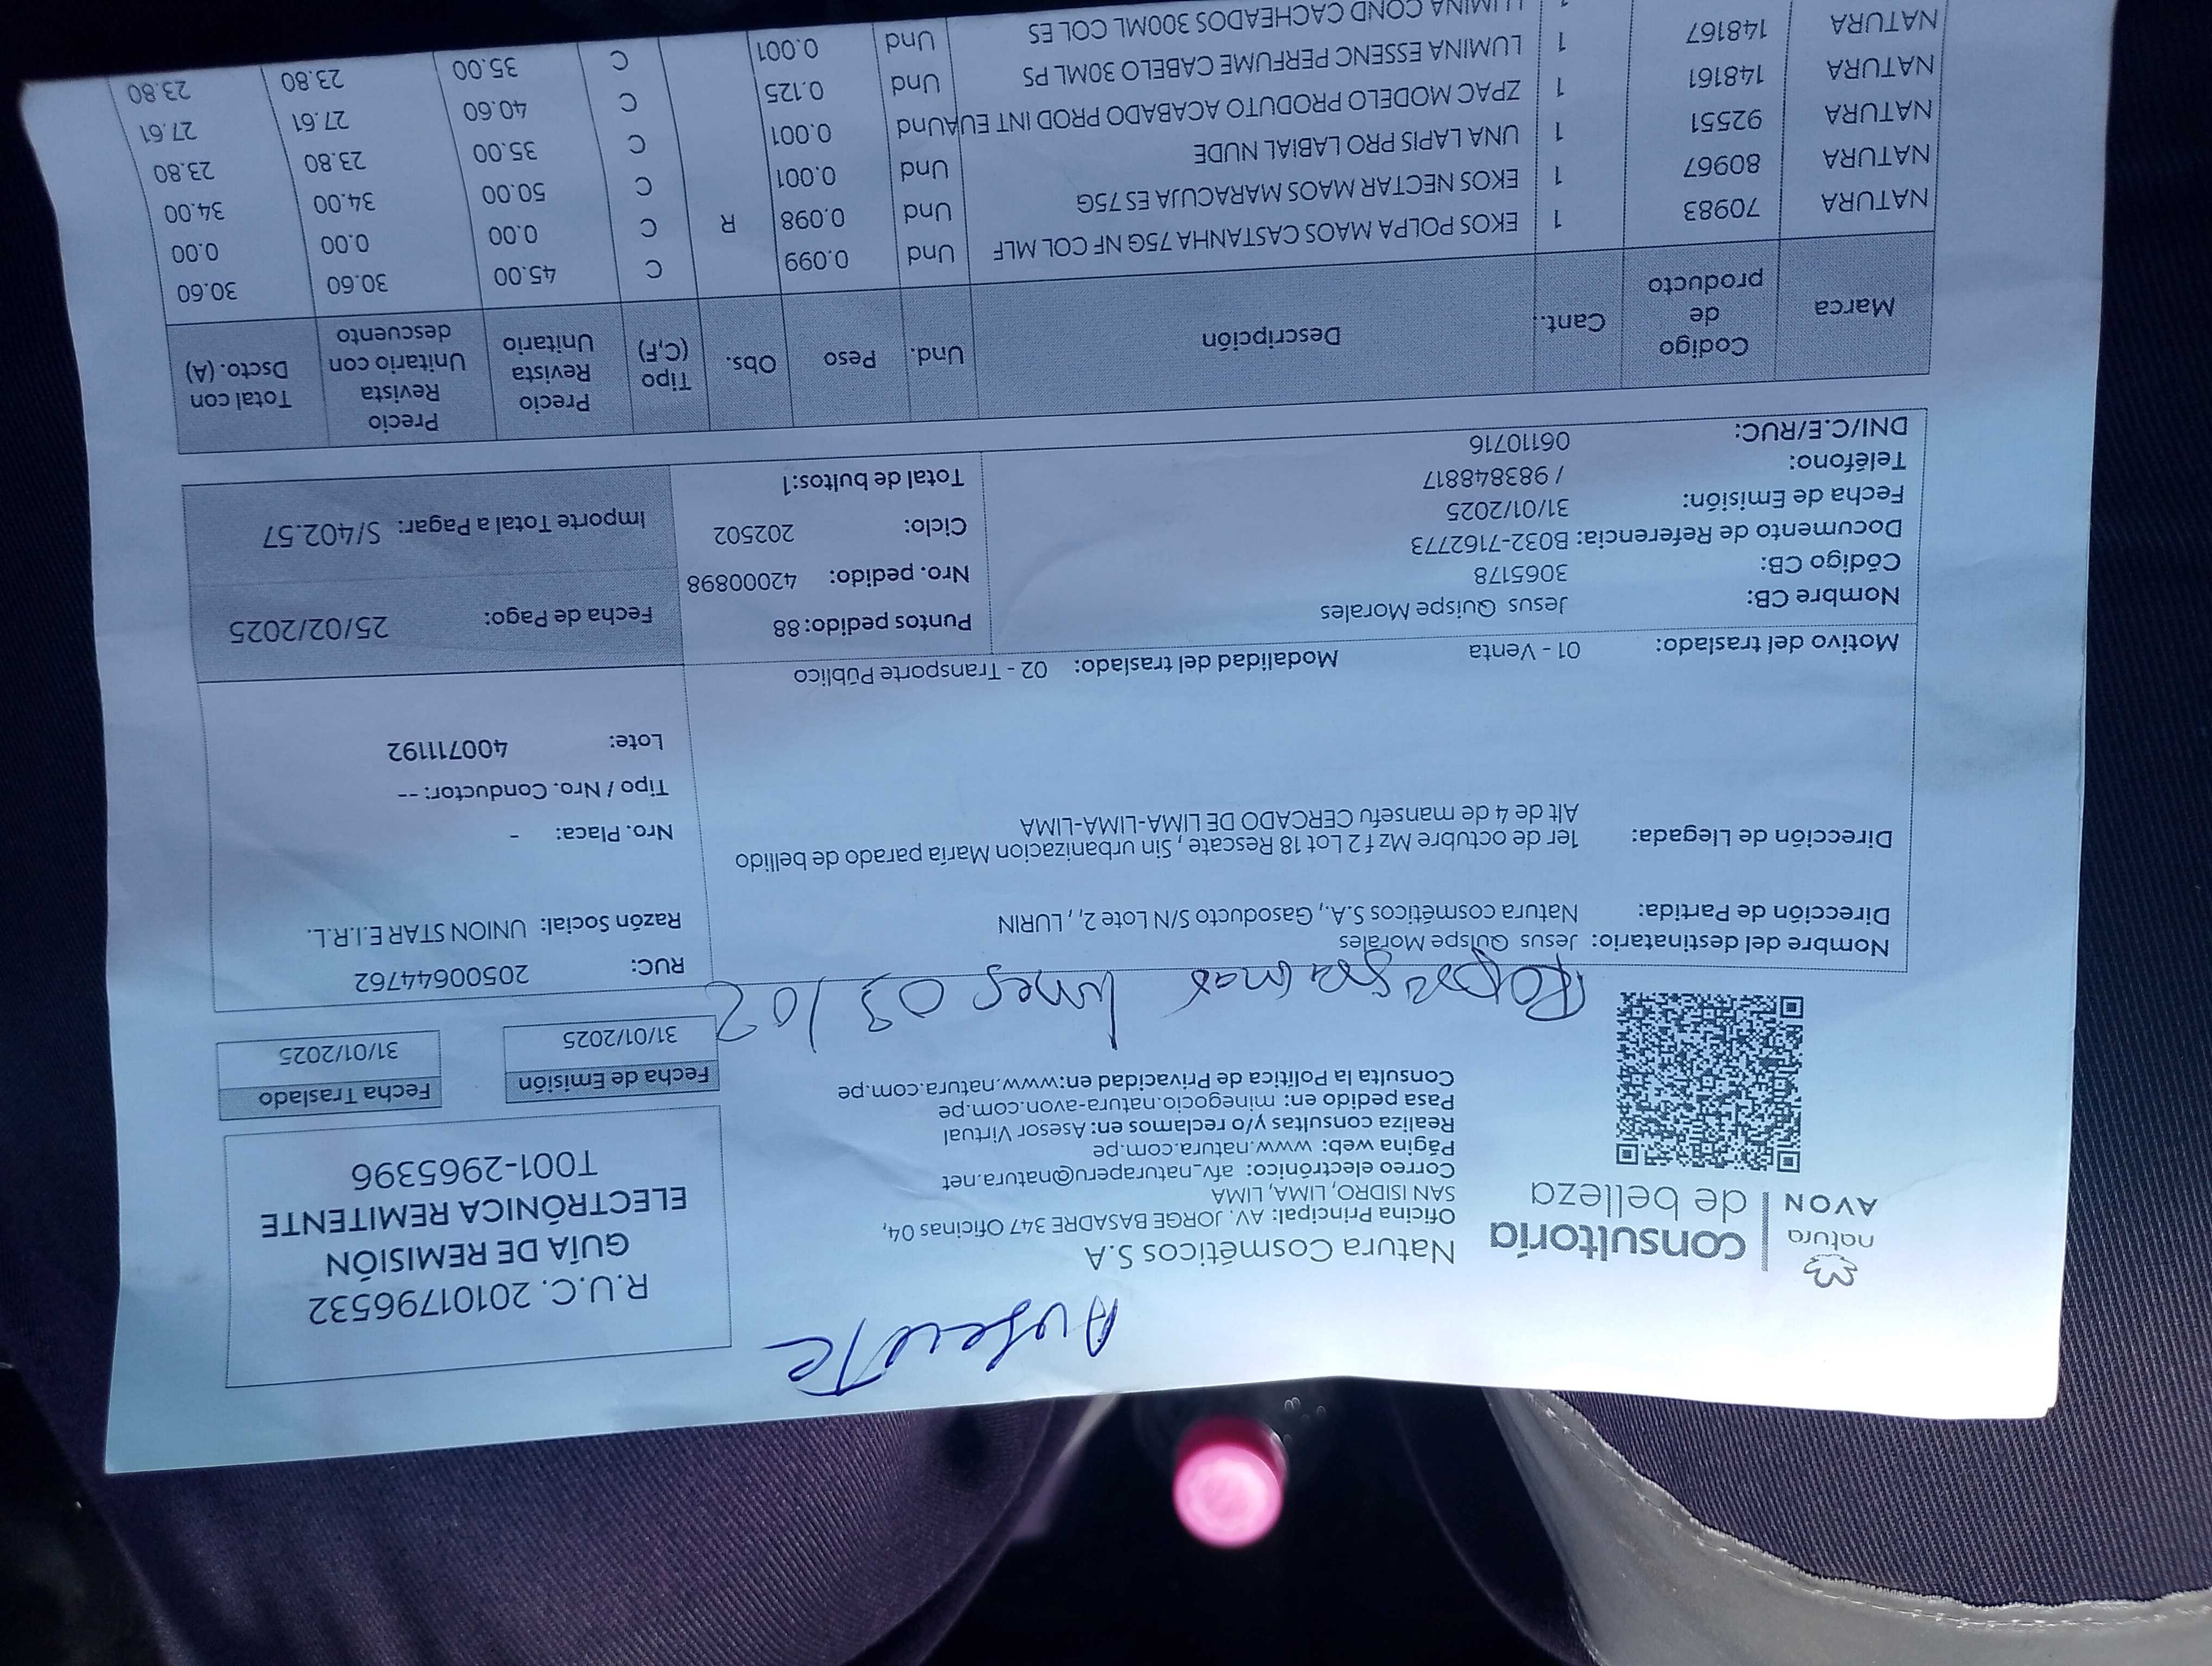 Ausente
natura
AVON
consultoría
de belleza
Natura Cosméticos S.A
Oficina Principal: AV. JORGE BASADRE 347 Oficinas 04,
SAN ISIDRO, LIMA, LIMA
Correo electrónico: afv_naturaperu@natura.net
Página web: www.natura.com.pe
Realiza consultas y/o reclamos en: Asesor Virtual
Pasa pedido en: minegocio.natura-avon.com.pe
Consulta la Política de Privacidad en:www.natura.com.pe
R.U.C. 20101796532
GUÍA DE REMISIÓN
ELECTRÓNICA REMITENTE
T001-2965396
Fecha de Emisión
31/01/2025
Fecha Traslado
31/01/2025
lunes 03/02
Nombre del destinatario: Jesus Quispe Morales
Dirección de Partida: Natura cosméticos S.A., Gasoducto S/N Lote 2, , LURIN
Dirección de Llegada: 1er de octubre Mz f 2 Lot 18 Rescate , Sin urbanizacion María parado de bellido
Alt de 4 de mansefu CERCADO DE LIMA-LIMA-LIMA
RUC: 20500644762
Razón Social: UNION STAR E.I.R.L.
Nro. Placa: -
Tipo / Nro. Conductor: --
Lote: 40071192
Motivo del traslado: 01 - Venta Modalidad del traslado: 02 - Transporte Público
Nombre CB: Jesus Quispe Morales
Código CB: 3065178
Documento de Referencia: B032-7162773
Fecha de Emisión: 31/01/2025
Teléfono: / 983848817
DNI/C.E/RUC: 06110716
Puntos pedido: 88
Nro. pedido: 42000898
Ciclo: 202502
Total de bultos:1
Fecha de Pago: 25/02/2025
Importe Total a Pagar: S/402.57
Marca Codigo de producto Cant. Descripción Und. Peso Obs. Tipo (C,F) Precio Revista Unitario Precio Revista Unitario con descuento Total con Dscto. (A)
NATURA 70983 1 EKOS POLPA MAOS CASTANHA 75G NF COL MLF Und 0.099 C 45.00 30.60 30.60
NATURA 80967 1 EKOS NECTAR MAOS MARACUJA ES 75G Und 0.098 R C 0.00 0.00 0.00
NATURA 92551 1 UNA LAPIS PRO LABIAL NUDE Und 0.001 C 50.00 34.00 34.00
NATURA 148161 1 ZPAC MODELO PRODUTO ACABADO PROD INT EUAUnd 0.001 C 35.00 23.80 23.80
NATURA 148167 1 LUMINA ESSENC PERFUME CABELO 30ML PS Und 0.125 C 40.60 27.61 27.61
LUMINA COND CACHEADOS 300ML COL ES Und 0.001 C 35.00 23.80 23.80